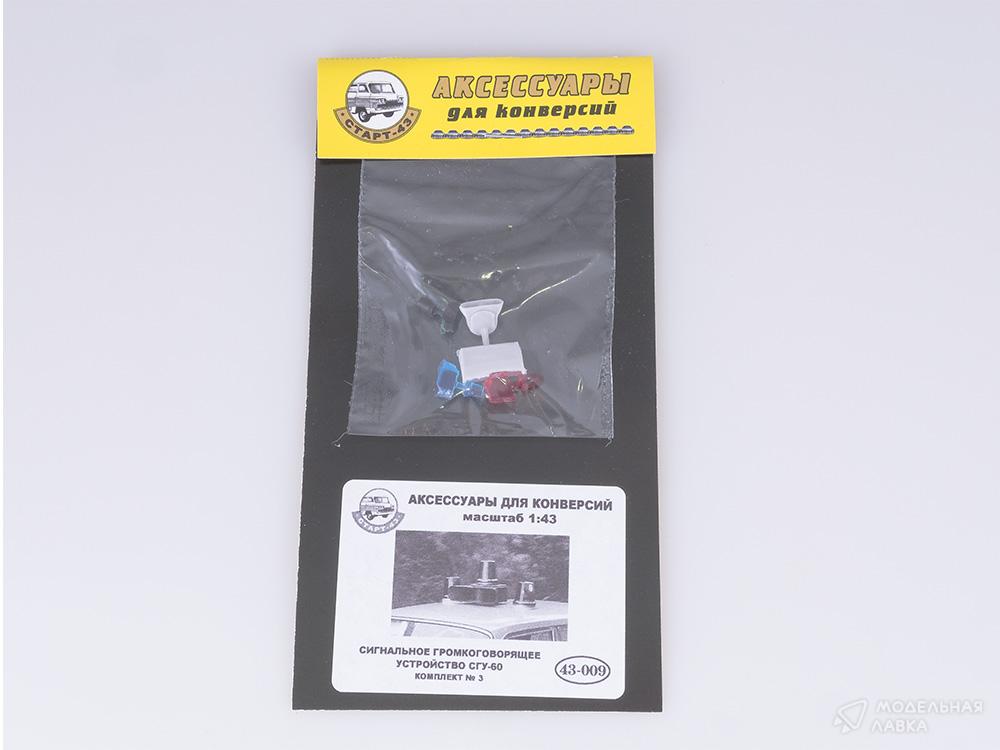 АКСЕССУАРЫ
для конверсий
СТАРТ-43
АКСЕССУАРЫ ДЛЯ КОНВЕРСИЙ
масштаб 1:43
СТАРТ-43
СИГНАЛЬНОЕ ГРОМКОГОВОРЯЩЕЕ
УСТРОЙСТВО СГУ-60
КОМПЛЕКТ № 3
43-009
МОДЕЛЬНАЯ
ЛАВКА